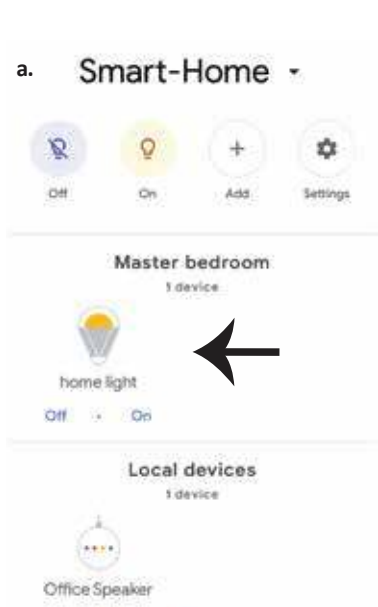 a. Smart-Home
Off On Add Settings
Master bedroom
1 device
home light
Off • On
Local devices
1 device
Office Speaker